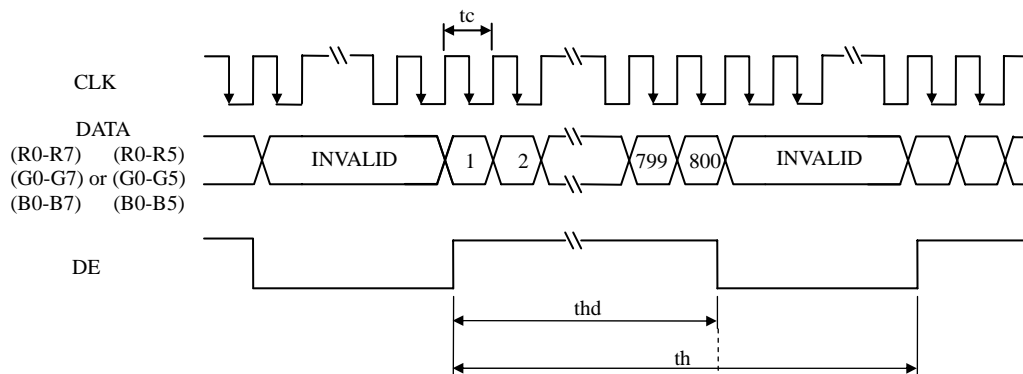 tc
CLK
DATA
(R0-R7) (R0-R5)
(G0-G7) or (G0-G5)
(B0-B7) (B0-B5)
INVALID 1 2 799 800 INVALID
DE
thd
th